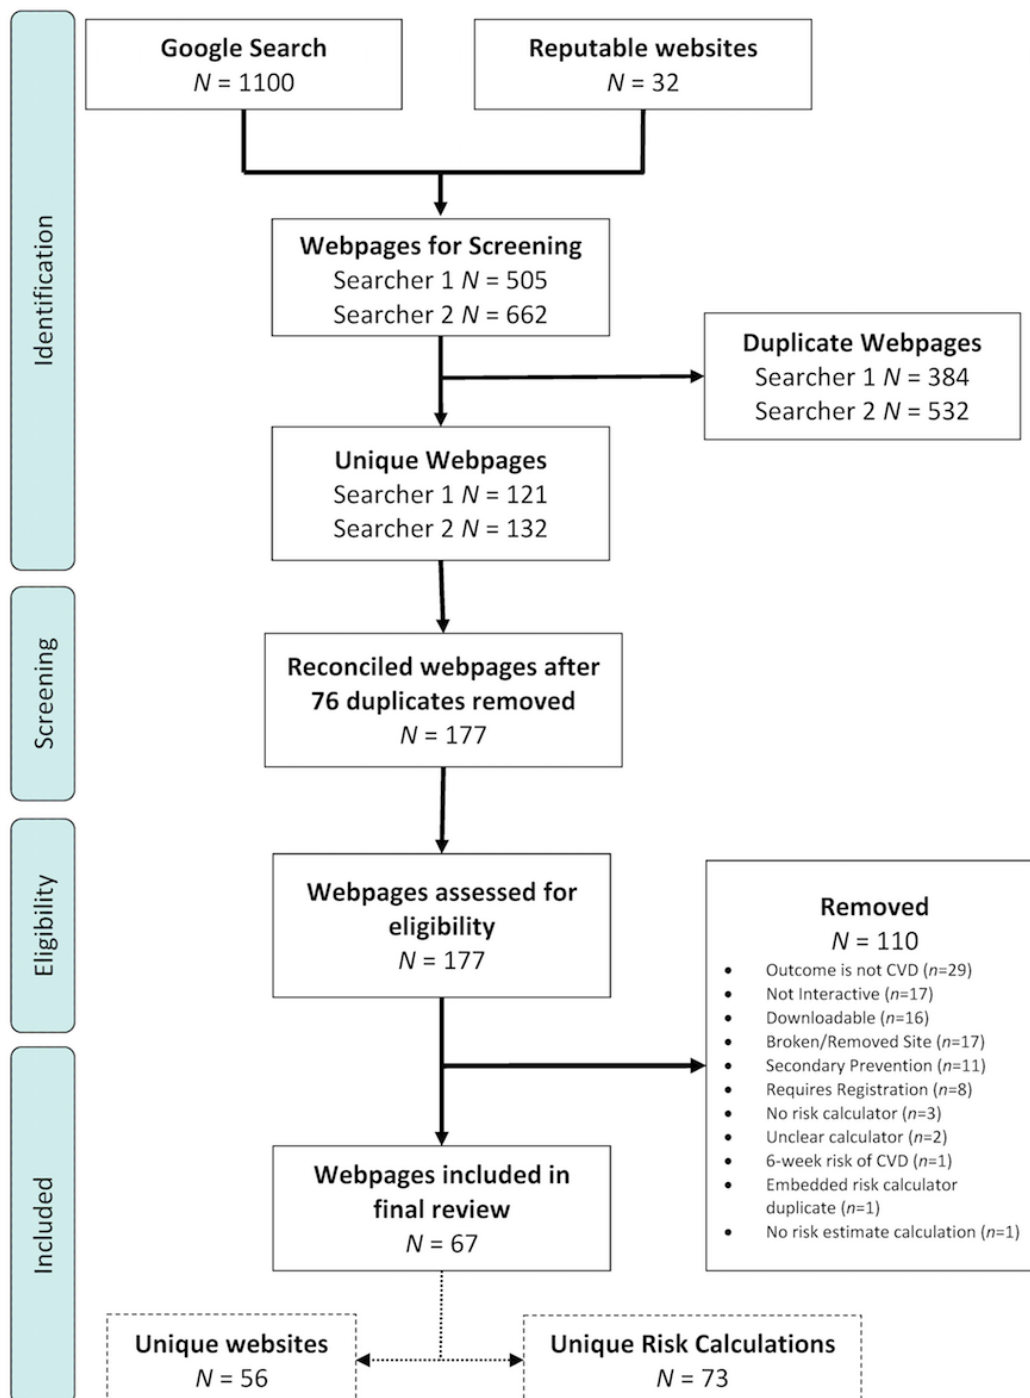 Identification
Google Search
N = 1100
Reputable websites
N = 32
Webpages for Screening
Searcher 1 N = 505
Searcher 2 N = 662
Duplicate Webpages
Searcher 1 N = 384
Searcher 2 N = 532
Unique Webpages
Searcher 1 N = 121
Searcher 2 N = 132
Screening
Reconciled webpages after
76 duplicates removed
N = 177
Eligibility
Webpages assessed for
eligibility
N = 177
Removed
N = 110
• Outcome is not CVD (n=29)
• Not Interactive (n=17)
• Downloadable (n=16)
• Broken/Removed Site (n=17)
• Secondary Prevention (n=11)
• Requires Registration (n=8)
• No risk calculator (n=3)
• Unclear calculator (n=2)
• 6-week risk of CVD (n=1)
• Embedded risk calculator
duplicate (n=1)
• No risk estimate calculation (n=1)
Included
Webpages included in
final review
N = 67
Unique websites
N = 56
Unique Risk Calculations
N = 73